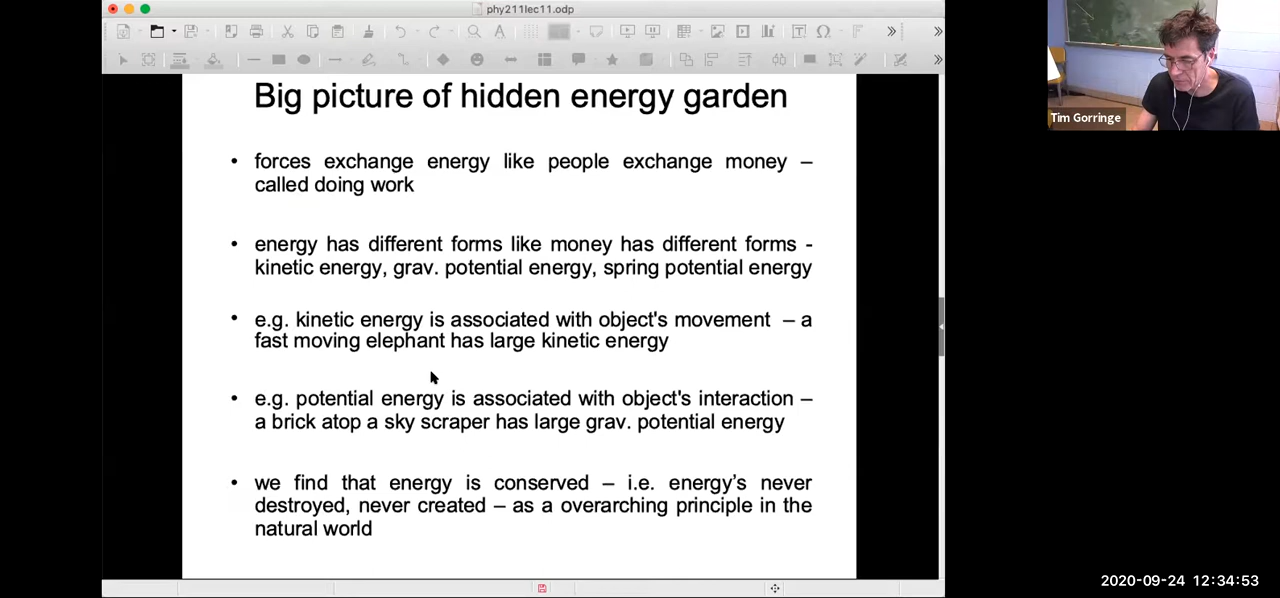 phy211lec11.odp
Big picture of hidden energy garden
• forces exchange energy like people exchange money –
called doing work
• energy has different forms like money has different forms -
kinetic energy, grav. potential energy, spring potential energy
• e.g. kinetic energy is associated with object's movement – a
fast moving elephant has large kinetic energy
• e.g. potential energy is associated with object's interaction –
a brick atop a sky scraper has large grav. potential energy
• we find that energy is conserved – i.e. energy’s never
destroyed, never created – as a overarching principle in the
natural world
Tim Gorringe
2020-09-24 12:34:53